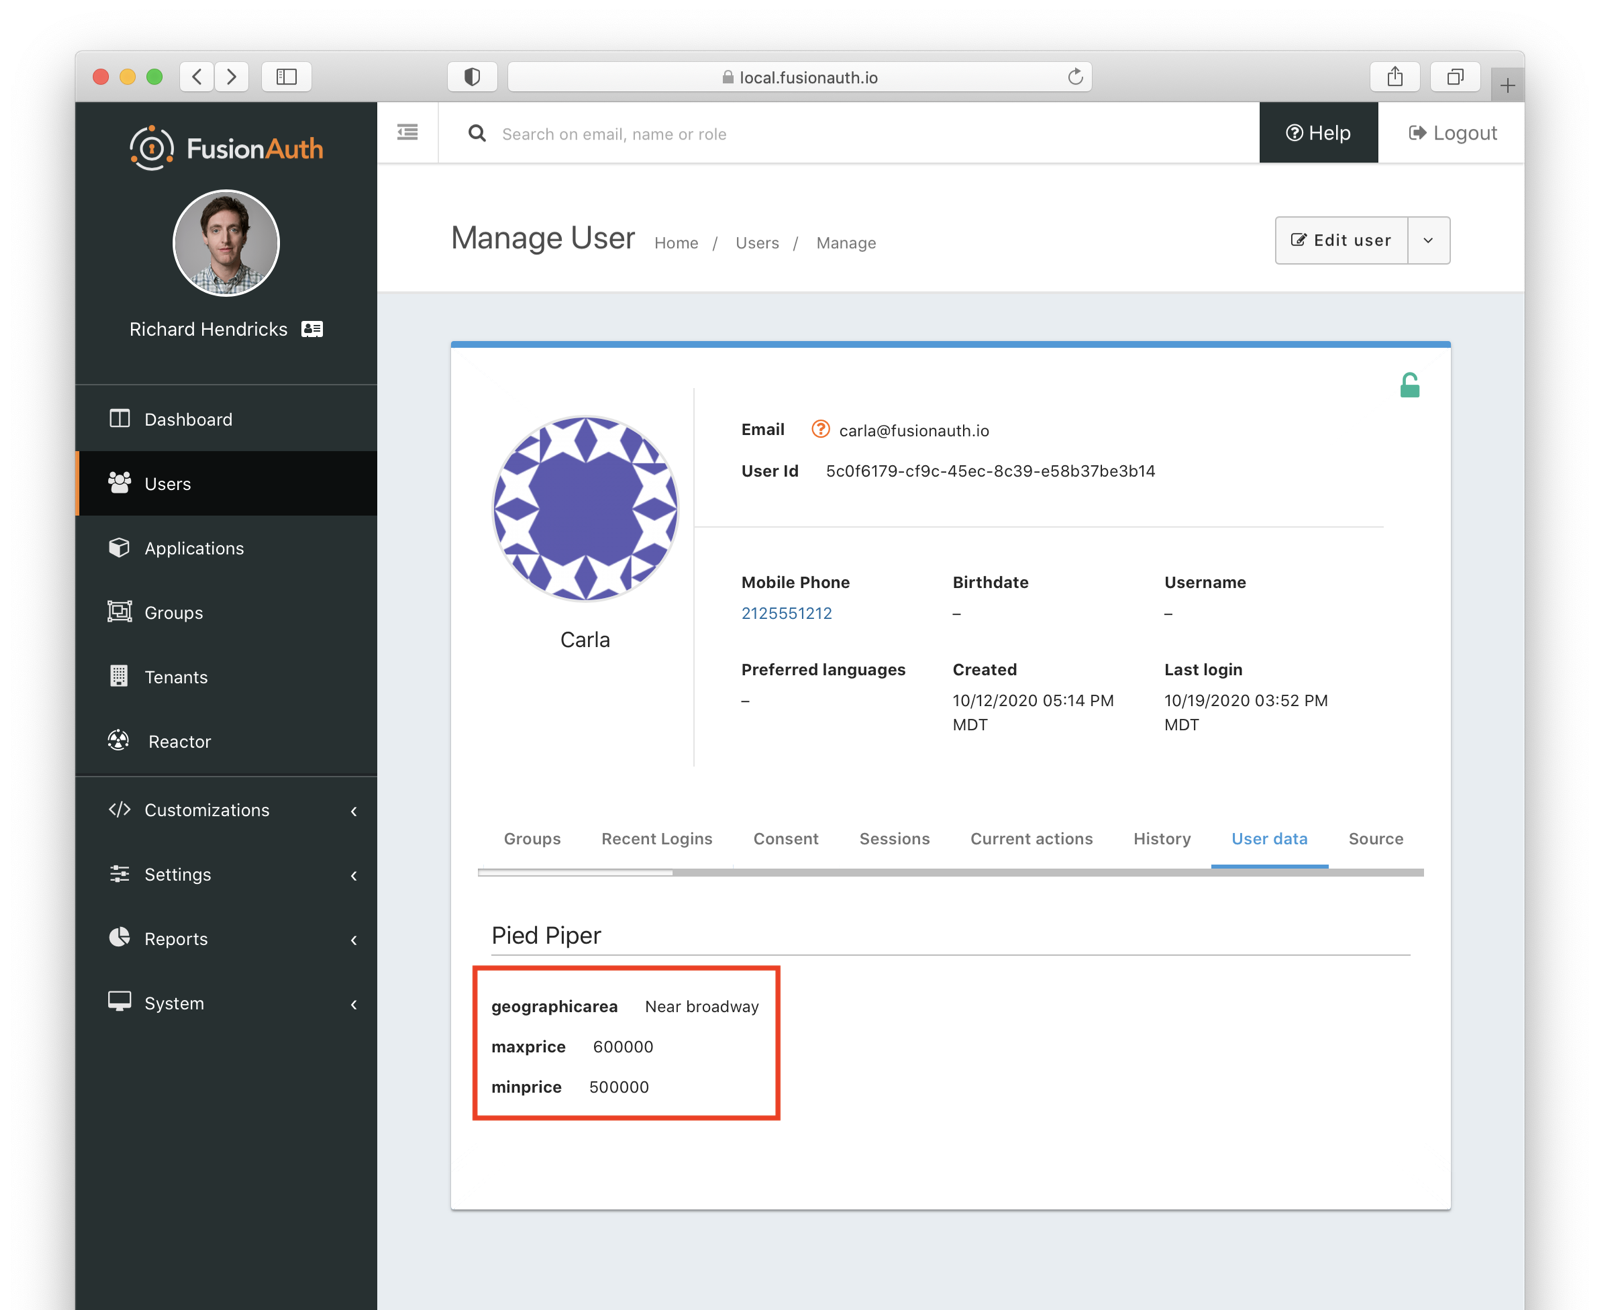 local.fusionauth.io
FusionAuth
Search on email, name or role
Help
Logout
Richard Hendricks
Manage User
Home / Users / Manage
Edit user
Dashboard
Users
Applications
Groups
Tenants
Reactor
Customizations
Settings
Reports
System
Carla
Email carla@fusionauth.io
User Id 5c0f6179-cf9c-45ec-8c39-e58b37be3b14
Mobile Phone
2125551212
Birthdate
–
Username
–
Preferred languages
–
Created
10/12/2020 05:14 PM
MDT
Last login
10/19/2020 03:52 PM
MDT
Groups Recent Logins Consent Sessions Current actions History User data Source
Pied Piper
geographicarea Near broadway
maxprice 600000
minprice 500000